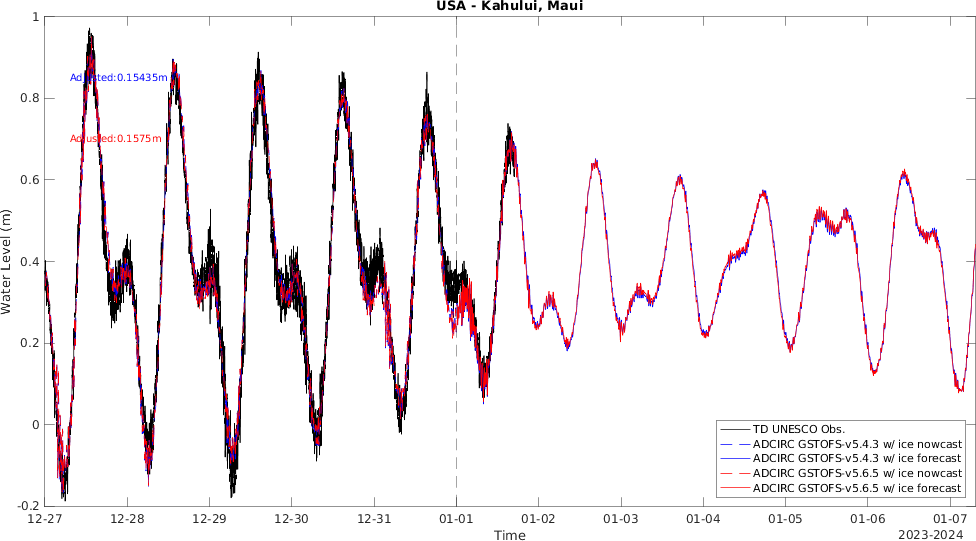 USA - Kahului, Maui
1
0.8
0.6
0.4
0.2
0
-0.2
Water Level (m)
Adjusted:0.15435m
Adjusted:0.1575m
TD UNESCO Obs.
ADCIRC GSTOFS-v5.4.3 w/ ice nowcast
ADCIRC GSTOFS-v5.4.3 w/ ice forecast
ADCIRC GSTOFS-v5.6.5 w/ ice nowcast
ADCIRC GSTOFS-v5.6.5 w/ ice forecast
12-27 12-28 12-29 12-30 12-31 01-01 01-02 01-03 01-04 01-05 01-06 01-07
Time
2023-2024